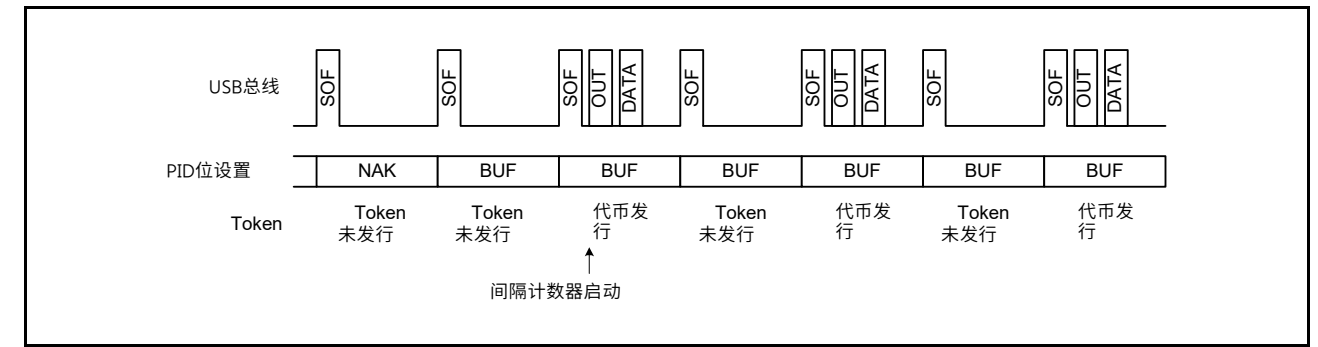 USB总线
SOF
SOF
SOF
OUT
DATA
SOF
SOF
OUT
DATA
SOF
SOF
OUT
DATA
PID位设置
NAK
BUF
BUF
BUF
BUF
BUF
BUF
Token
Token
未发行
Token
未发行
代币发
行
Token
未发行
代币发
行
Token
未发行
代币发
行
间隔计数器启动